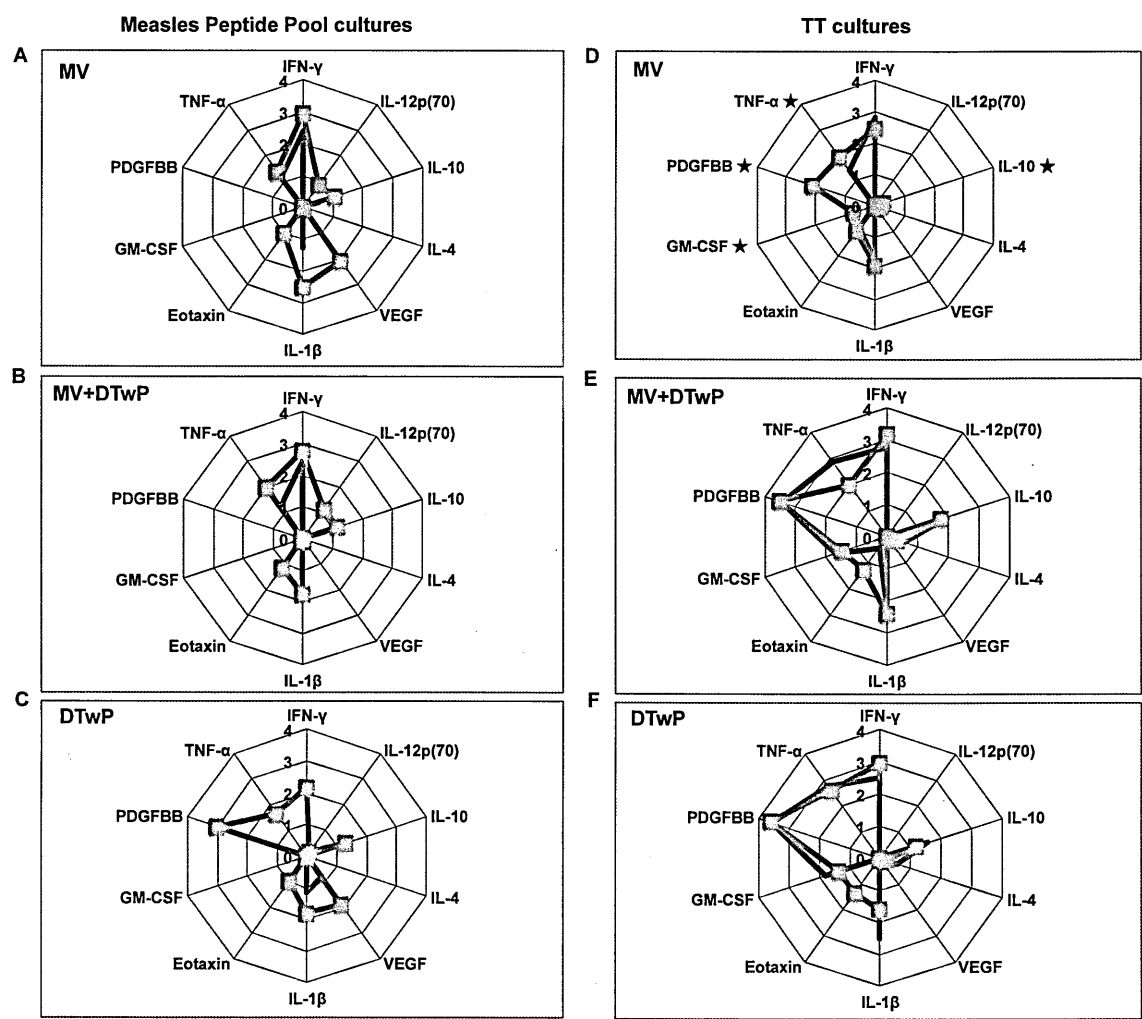 Measles Peptide Pool cultures
TT cultures
A
MV
IFN-γ
4
3
2
1
0
IL-12p(70)
IL-10
IL-4
VEGF
IL-1β
Eotaxin
GM-CSF
PDGFBB
TNF-α
D
MV
IFN-γ
4
3
2
1
0
IL-12p(70)
IL-10 ★
IL-4
VEGF
IL-1β
Eotaxin
GM-CSF ★
PDGFBB ★
TNF-α ★
B
MV+DTwP
IFN-γ
4
3
2
1
0
IL-12p(70)
IL-10
IL-4
VEGF
IL-1β
Eotaxin
GM-CSF
PDGFBB
TNF-α
E
MV+DTwP
IFN-γ
4
3
2
1
0
IL-12p(70)
IL-10
IL-4
VEGF
IL-1β
Eotaxin
GM-CSF
PDGFBB
TNF-α
C
DTwP
IFN-γ
4
3
2
1
0
IL-12p(70)
IL-10
IL-4
VEGF
IL-1β
Eotaxin
GM-CSF
PDGFBB
TNF-α
F
DTwP
IFN-γ
4
3
2
1
0
IL-12p(70)
IL-10
IL-4
VEGF
IL-1β
Eotaxin
GM-CSF
PDGFBB
TNF-α